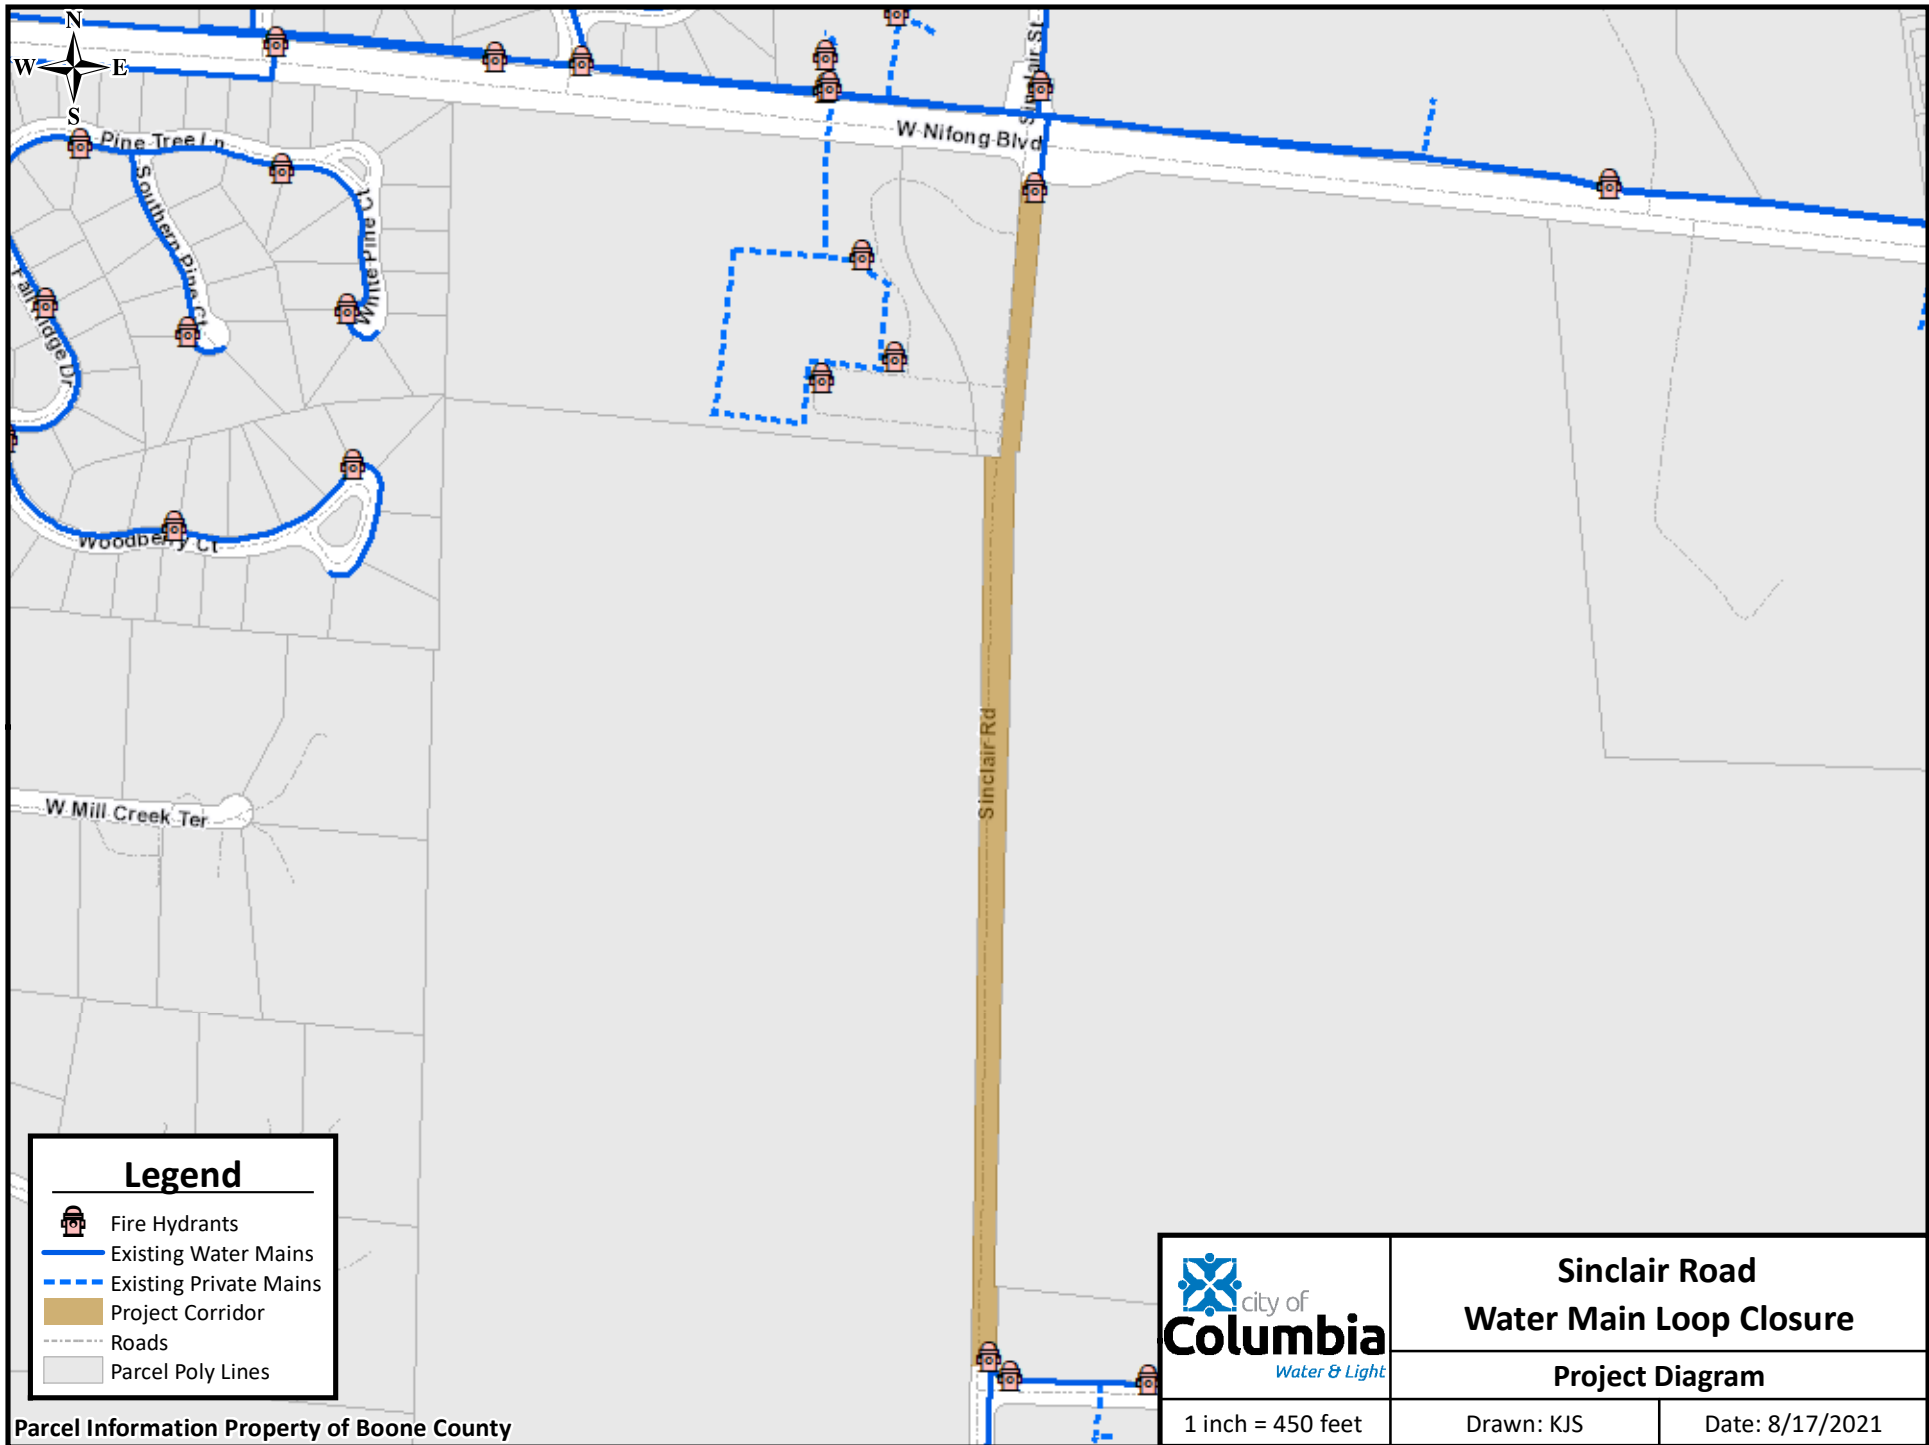 N
W
E
S
Sinclair St
Pine Tree Ln
W Nifong Blvd
Southern Pine Ct
White Pine Ct
Fall Ridge Dr
Woodberry Ct
Sinclair Rd
W Mill Creek Ter
Legend
Fire Hydrants
Existing Water Mains
Existing Private Mains
Project Corridor
Roads
Parcel Poly Lines
Parcel Information Property of Boone County
city of
Columbia
Water & Light
Sinclair Road
Water Main Loop Closure
Project Diagram
1 inch = 450 feet
Drawn: KJS
Date: 8/17/2021